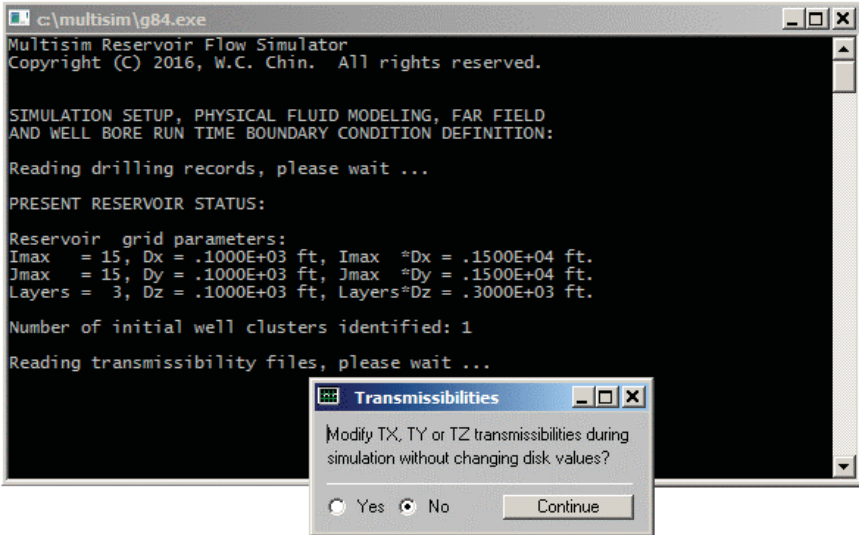 c:\multisim\g84.exe
Multisim Reservoir Flow Simulator
Copyright (C) 2016, W.C. Chin.  All rights reserved.
SIMULATION SETUP, PHYSICAL FLUID MODELING, FAR FIELD
AND WELL BORE RUN TIME BOUNDARY CONDITION DEFINITION:
Reading drilling records, please wait ...
PRESENT RESERVOIR STATUS:
Reservoir  grid parameters:
Imax   = 15, Dx = .1000E+03 ft, Imax  *Dx = .1500E+04 ft.
Jmax   = 15, Dy = .1000E+03 ft, Jmax  *Dy = .1500E+04 ft.
Layers =  3, Dz = .1000E+03 ft, Layers*Dz = .3000E+03 ft.
Number of initial well clusters identified: 1
Reading transmissibility files, please wait ...
Transmissibilities
Modify TX, TY or TZ transmissibilities during
simulation without changing disk values?
Yes No Continue